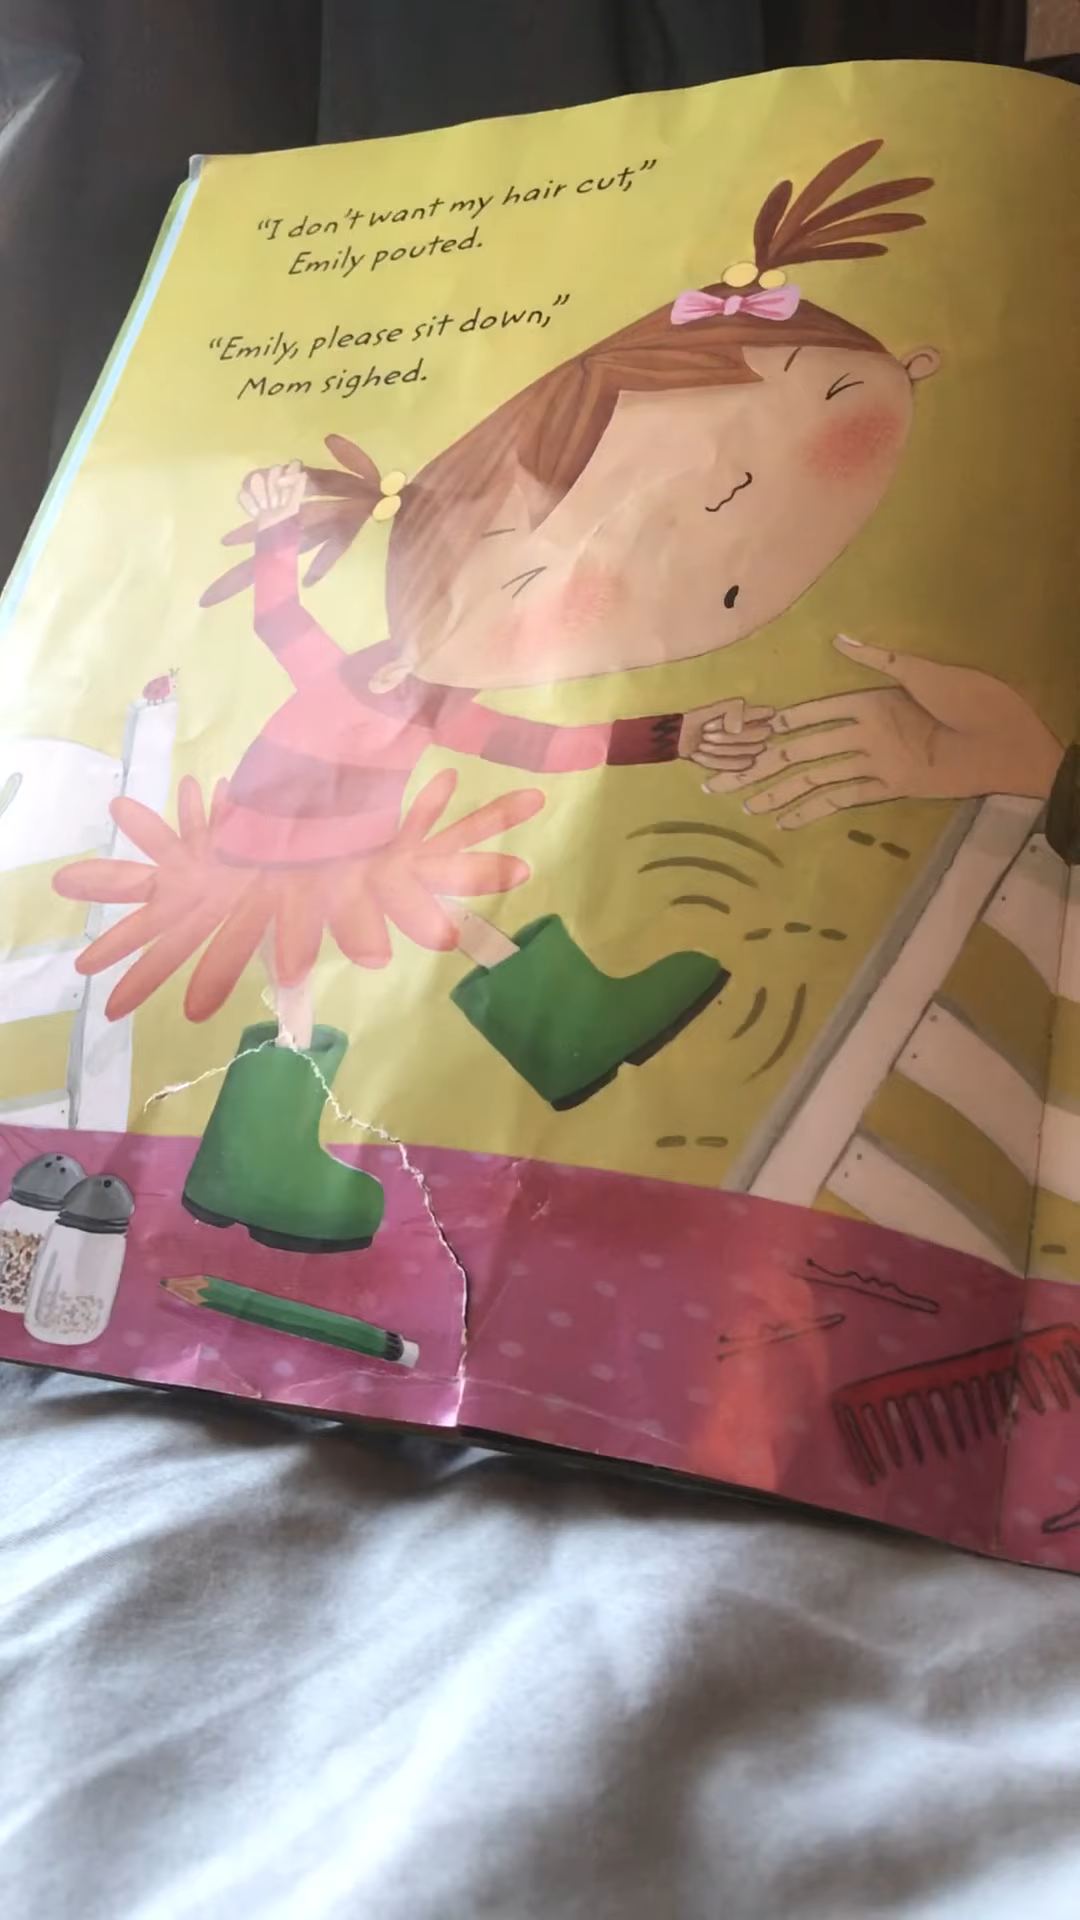 “I don’t want my hair cut,”
Emily pouted.
“Emily, please sit down,”
Mom sighed.